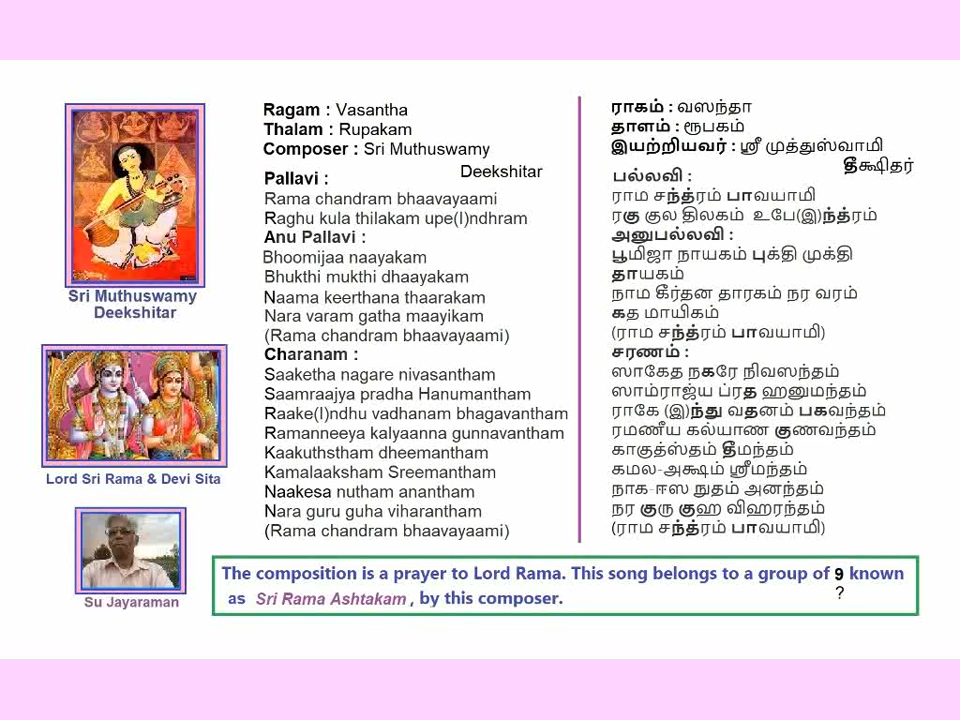 Sri Muthuswamy
Deekshitar
Lord Sri Rama & Devi Sita
Su Jayaraman
Ragam : Vasantha
Thalam : Rupakam
Composer : Sri Muthuswamy
Deekshitar
Pallavi :
Rama chandram bhaavayaami
Raghu kula thilakam upe(I)ndhram
Anu Pallavi :
Bhoomijaa naayakam
Bhukthi mukthi dhaayakam
Naama keerthana thaarakam
Nara varam gatha maayikam
(Rama chandram bhaavayaami)
Charanam :
Saaketha nagare nivasantham
Saamraajya pradha Hanumantham
Raake(I)ndhu vadhanam bhagavantham
Ramanneeya kalyaanna gunnavantham
Kaakuthstham dheemantham
Kamalaaksham Sreemantham
Naakesa nutham anantham
Nara guru guha viharantham
(Rama chandram bhaavayaami)
ராகம் : வஸந்தா
தாளம் : ரூபகம்
இயற்றியவர் : ஸ்ரீ முத்துஸ்வாமி
தீக்ஷிதர்
பல்லவி :
ராம சந்த்ரம் பாவயாமி
ரகு குல திலகம் உபே(இ)ந்த்ரம்
அனுபல்லவி :
பூமிஜா நாயகம் புக்தி முக்தி
தாயகம்
நாம கீர்தன தாரகம் நர வரம்
கத மாயிகம்
(ராம சந்த்ரம் பாவயாமி)
சரணம் :
ஸாகேத நகரே நிவஸந்தம்
ஸாம்ராஜ்ய ப்ரத ஹனுமந்தம்
ராகே (இ)ந்து வதனம் பகவந்தம்
ரமணீய கல்யாண குணவந்தம்
காகுத்ஸ்தம் தீமந்தம்
கமல-அக்ஷம் ஸ்ரீமந்தம்
நாக-ஈஸ நுதம் அனந்தம்
நர குரு குஹ விஹரந்தம்
(ராம சந்த்ரம் பாவயாமி)
The composition is a prayer to Lord Rama. This song belongs to a group of 9 known
as Sri Rama Ashtakam, by this composer. ?